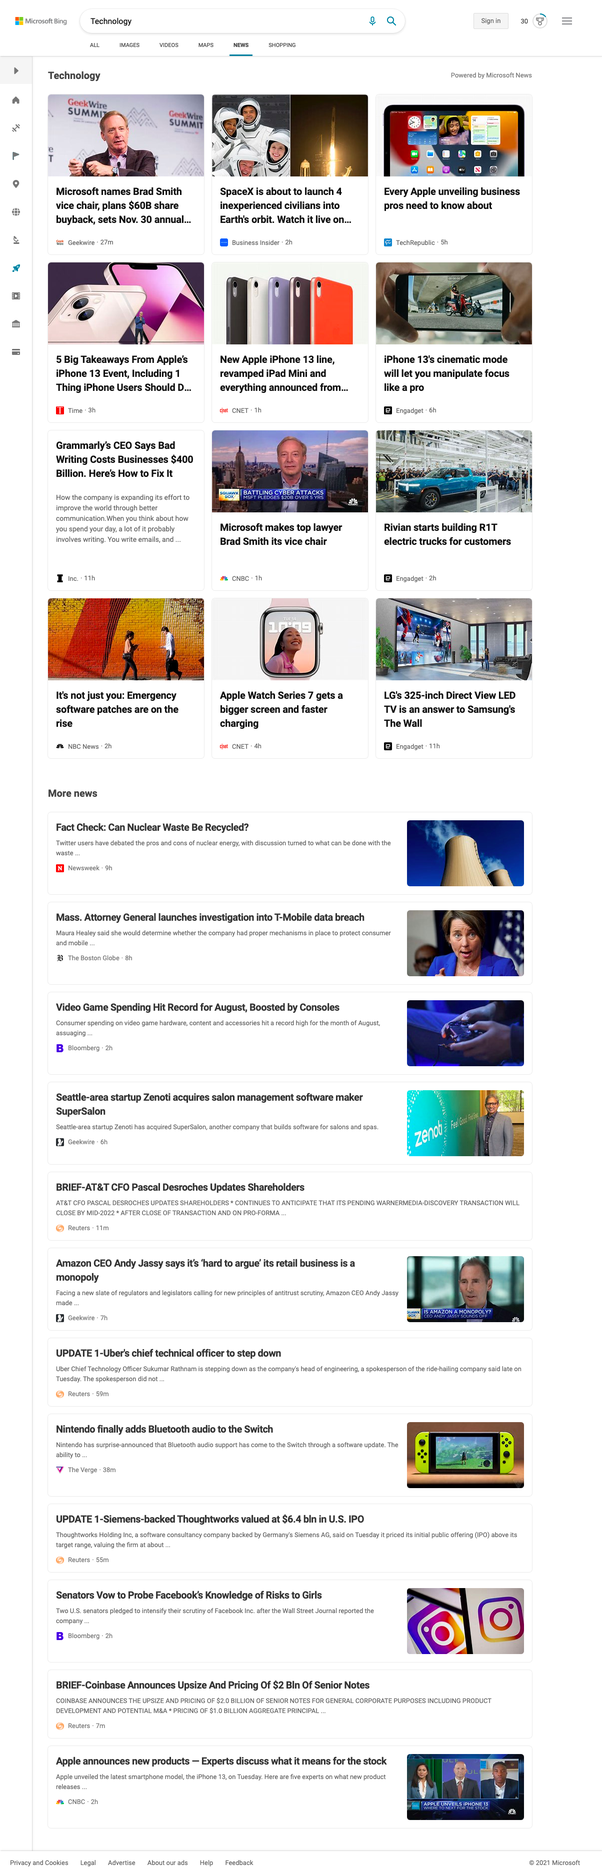 Microsoft Bing
Technology
Sign in
30
ALL
IMAGES
VIDEOS
MAPS
NEWS
SHOPPING
Technology
Powered by Microsoft News
GeekWire
SUMMIT
GeekWire
SUMMIT
Microsoft names Brad Smith
vice chair, plans $60B share
buyback, sets Nov. 30 annual...
Geekwire · 27m
SpaceX is about to launch 4
inexperienced civilians into
Earth's orbit. Watch it live on...
Business Insider · 2h
Every Apple unveiling business
pros need to know about
TechRepublic · 5h
5 Big Takeaways From Apple's
iPhone 13 Event, Including 1
Thing iPhone Users Should D...
Time · 3h
New Apple iPhone 13 line,
revamped iPad Mini and
everything announced from...
CNET · 1h
iPhone 13's cinematic mode
will let you manipulate focus
like a pro
Engadget · 6h
Grammarly's CEO Says Bad
Writing Costs Businesses $400
Billion. Here's How to Fix It
How the company is expanding its effort to
improve the world through better
communication.When you think about how
you spend your day, a lot of it probably
involves writing. You write emails, and ...
Inc. · 11h
SQUAWK BOX
BATTLING CYBER ATTACKS
MSFT PLEDGES $20B OVER 5 YRS
Microsoft makes top lawyer
Brad Smith its vice chair
CNBC · 1h
Rivian starts building R1T
electric trucks for customers
Engadget · 2h
It's not just you: Emergency
software patches are on the
rise
NBC News · 2h
10:09
Apple Watch Series 7 gets a
bigger screen and faster
charging
CNET · 4h
LG's 325-inch Direct View LED
TV is an answer to Samsung's
The Wall
Engadget · 11h
More news
Fact Check: Can Nuclear Waste Be Recycled?
Twitter users have debated the pros and cons of nuclear energy, with discussion turned to what can be done with the
waste ...
Newsweek · 9h
Mass. Attorney General launches investigation into T-Mobile data breach
Maura Healey said she would determine whether the company had proper mechanisms in place to protect consumer
and mobile ...
The Boston Globe · 8h
Video Game Spending Hit Record for August, Boosted by Consoles
Consumer spending on video game hardware, content and accessories hit a record high for the month of August,
assuaging ...
Bloomberg · 2h
Seattle-area startup Zenoti acquires salon management software maker
SuperSalon
Seattle-area startup Zenoti has acquired SuperSalon, another company that builds software for salons and spas.
Geekwire · 6h
zenoti
BRIEF-AT&T CFO Pascal Desroches Updates Shareholders
AT&T CFO PASCAL DESROCHES UPDATES SHAREHOLDERS * CONTINUES TO ANTICIPATE THAT ITS PENDING WARNERMEDIA-DISCOVERY TRANSACTION WILL
CLOSE BY MID-2022 * AFTER CLOSE OF TRANSACTION AND ON PRO-FORMA ...
Reuters · 11m
Amazon CEO Andy Jassy says it's 'hard to argue' its retail business is a
monopoly
Facing a new slate of regulators and legislators calling for new principles of antitrust scrutiny, Amazon CEO Andy Jassy
made ...
Geekwire · 7h
IS AMAZON A MONOPOLY?
CEO ANDY JASSY SOUNDS OFF
UPDATE 1-Uber's chief technical officer to step down
Uber Chief Technology Officer Sukumar Rathnam is stepping down as the company's head of engineering, a spokesperson of the ride-hailing company said late on
Tuesday. The spokesperson did not ...
Reuters · 59m
Nintendo finally adds Bluetooth audio to the Switch
Nintendo has surprise-announced that Bluetooth audio support has come to the Switch through a software update. The
ability to ...
The Verge · 38m
UPDATE 1-Siemens-backed Thoughtworks valued at $6.4 bln in U.S. IPO
Thoughtworks Holding Inc, a software consultancy company backed by Germany's Siemens AG, said on Tuesday it priced its initial public offering (IPO) above its
target range, valuing the firm at about ...
Reuters · 55m
Senators Vow to Probe Facebook's Knowledge of Risks to Girls
Two U.S. senators pledged to intensify their scrutiny of Facebook Inc. after the Wall Street Journal reported the
company ...
Bloomberg · 2h
BRIEF-Coinbase Announces Upsize And Pricing Of $2 Bln Of Senior Notes
COINBASE ANNOUNCES THE UPSIZE AND PRICING OF $2.0 BILLION OF SENIOR NOTES FOR GENERAL CORPORATE PURPOSES INCLUDING PRODUCT
DEVELOPMENT AND POTENTIAL M&A * PRICING OF $1.0 BILLION AGGREGATE PRINCIPAL ...
Reuters · 7m
Apple announces new products — Experts discuss what it means for the stock
Apple unveiled the latest smartphone model, the iPhone 13, on Tuesday. Here are five experts on what new product
releases ...
CNBC · 2h
APPLE UNVEILS IPHONE 13
WHERE TO NEXT FOR THE STOCK
Privacy and Cookies
Legal
Advertise
About our ads
Help
Feedback
© 2021 Microsoft